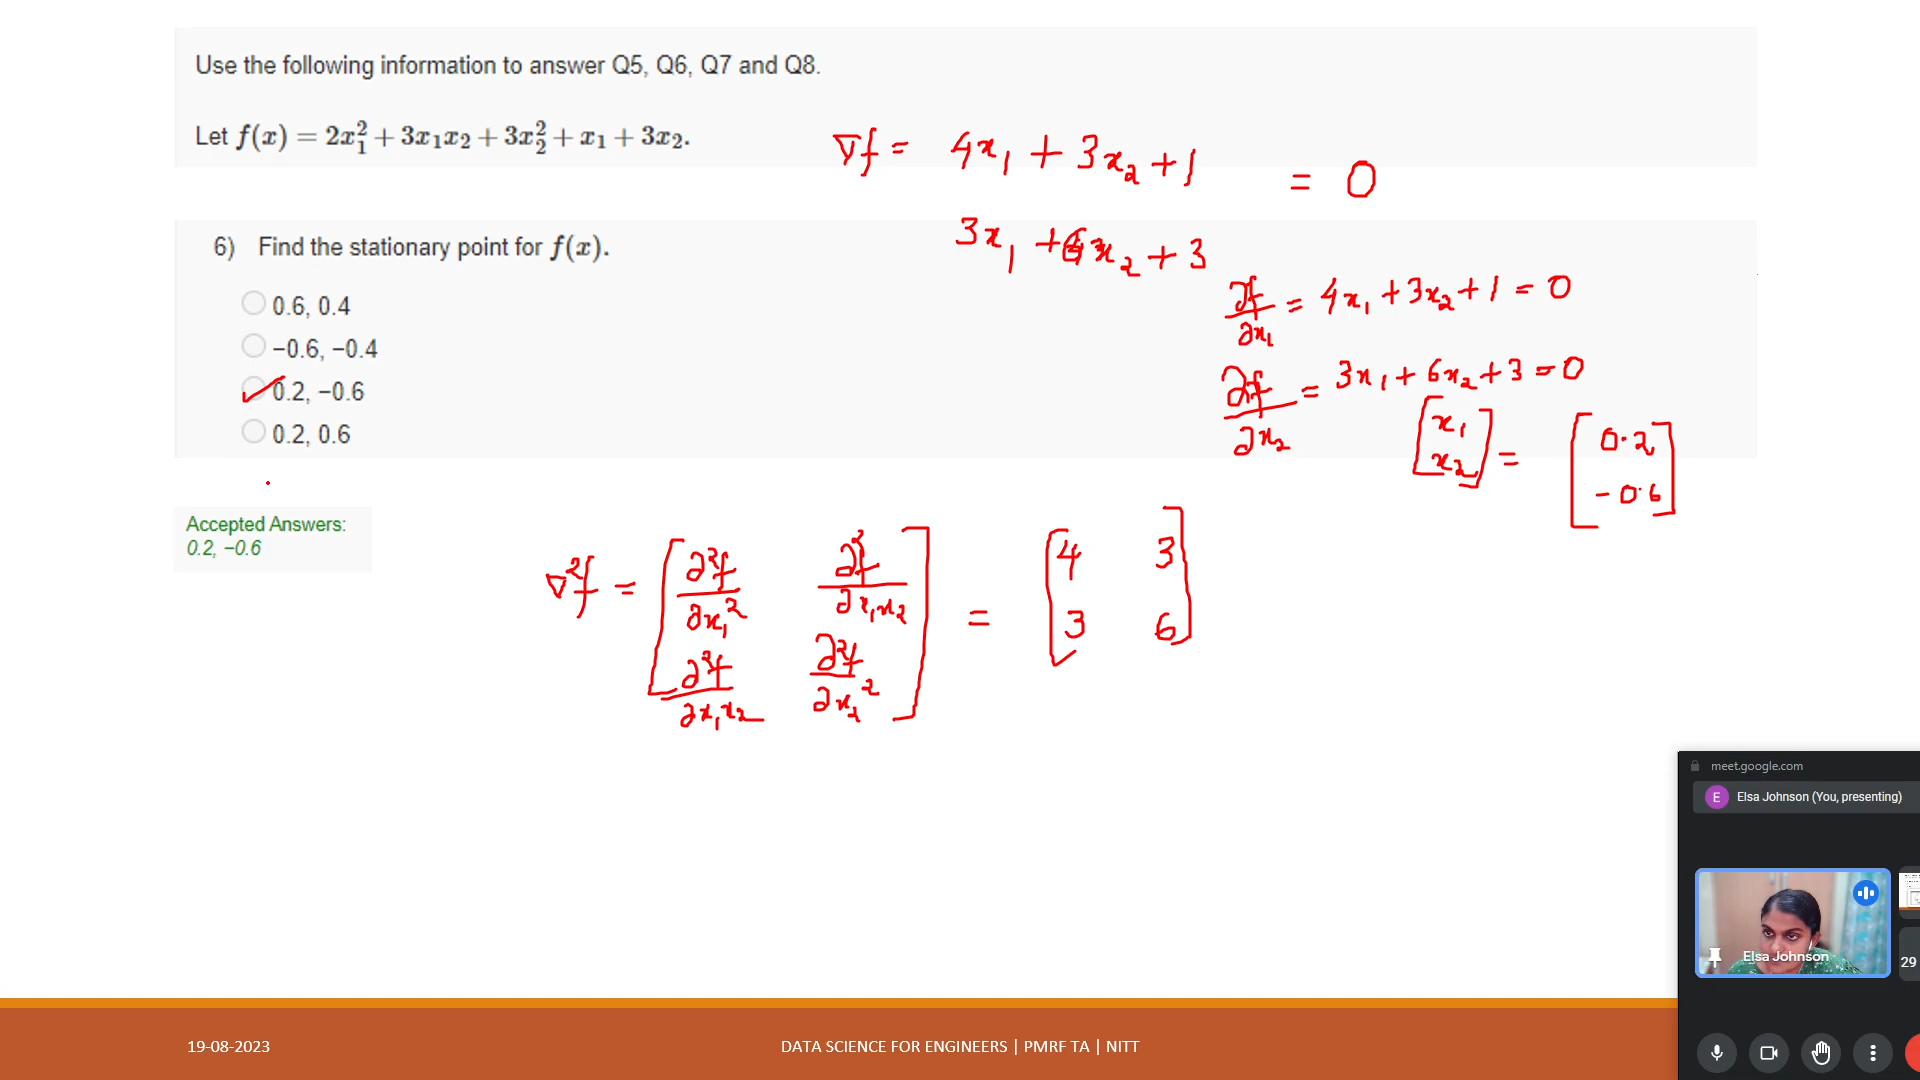 Use the following information to answer Q5, Q6, Q7 and Q8.
Let f(x) = 2x₁² + 3x₁x₂ + 3x₂² + x₁ + 3x₂.
∇f = 4x₁ + 3x₂ + 1
= 0
3x₁ + 6x₂ + 3
6) Find the stationary point for f(x).
0.6, 0.4
−0.6, −0.4
0.2, −0.6
0.2, 0.6
∂f/∂x₁ = 4x₁ + 3x₂ + 1 = 0
∂f/∂x₂ = 3x₁ + 6x₂ + 3 = 0
[x₁ x₂] = [0.2 -0.6]
Accepted Answers:
0.2, −0.6
∇²f = [∂²f/∂x₁² ∂²f/∂x₁x₂ = [4 3
∂²f/∂x₁x₂ ∂²f/∂x₂²] 3 6]
meet.google.com
E Elsa Johnson (You, presenting)
Elsa Johnson
29
19-08-2023
DATA SCIENCE FOR ENGINEERS | PMRF TA | NITT